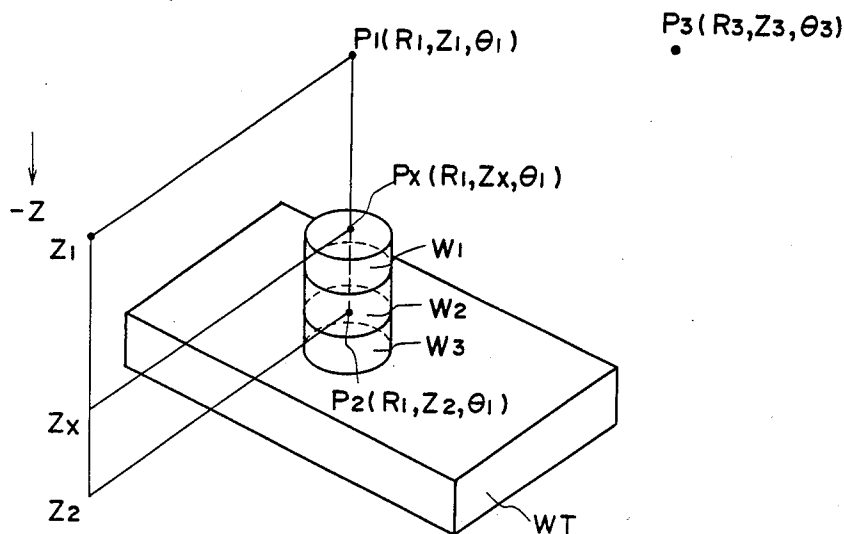 P1(R1,Z1,θ1)
P3(R3,Z3,θ3)
-Z
Px(R1,Zx,θ1)
Z1
W1
W2
W3
P2(R1,Z2,θ1)
Zx
Z2
WT